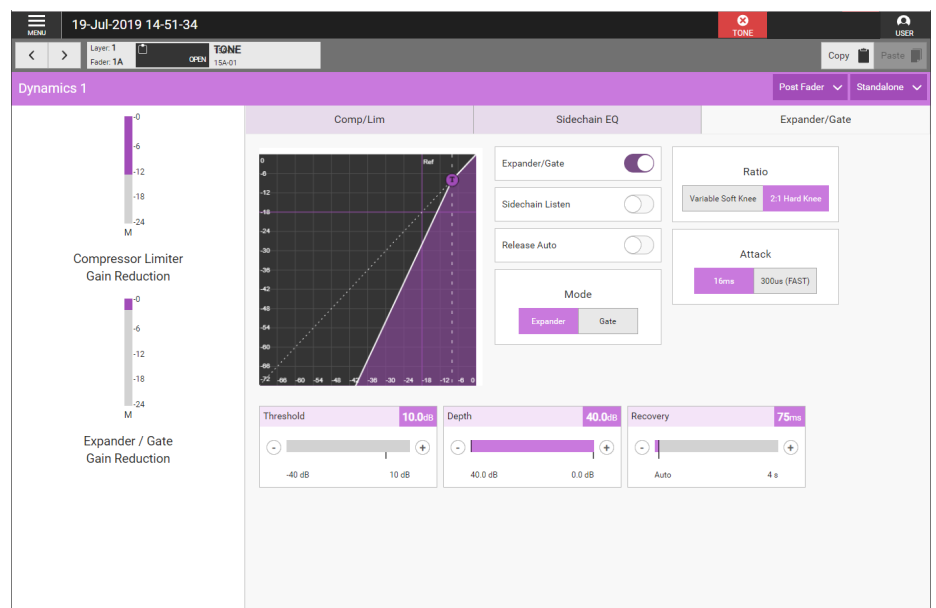 MENU
19-Jul-2019 14-51-34
TONE
USER
Layer: 1
Fader: 1A
OPEN
TONE
15A-01
Copy
Paste
Dynamics 1
Post Fader
Standalone
-0
-6
-12
-18
-24
M
Compressor Limiter
Gain Reduction
-0
-6
-12
-18
-24
M
Expander / Gate
Gain Reduction
Comp/Lim
Sidechain EQ
Expander/Gate
0
Ref
-6
T
-12
-18
-24
-30
-36
-42
-48
-54
-60
-66
-72 -66 -60 -54 -48 -42 -36 -30 -24 -18 -12 -6 0
Expander/Gate
Sidechain Listen
Release Auto
Mode
Expander
Gate
Ratio
Variable Soft Knee
2:1 Hard Knee
Attack
16ms
300us (FAST)
Threshold
10.0dB
-
+
-40 dB
10 dB
Depth
40.0dB
-
+
40.0 dB
0.0 dB
Recovery
75ms
-
+
Auto
4 s